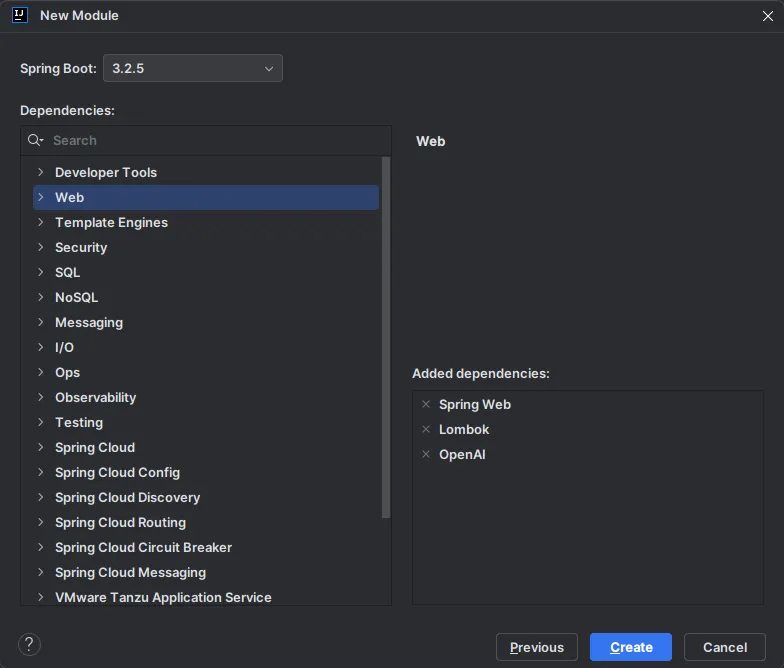 IJ
New Module
Spring Boot: 3.2.5
Dependencies:
Search
Developer Tools
Web
Template Engines
Security
SQL
NoSQL
Messaging
I/O
Ops
Observability
Testing
Spring Cloud
Spring Cloud Config
Spring Cloud Discovery
Spring Cloud Routing
Spring Cloud Circuit Breaker
Spring Cloud Messaging
VMware Tanzu Application Service
Web
Added dependencies:
Spring Web
Lombok
OpenAI
?
Previous
Create
Cancel